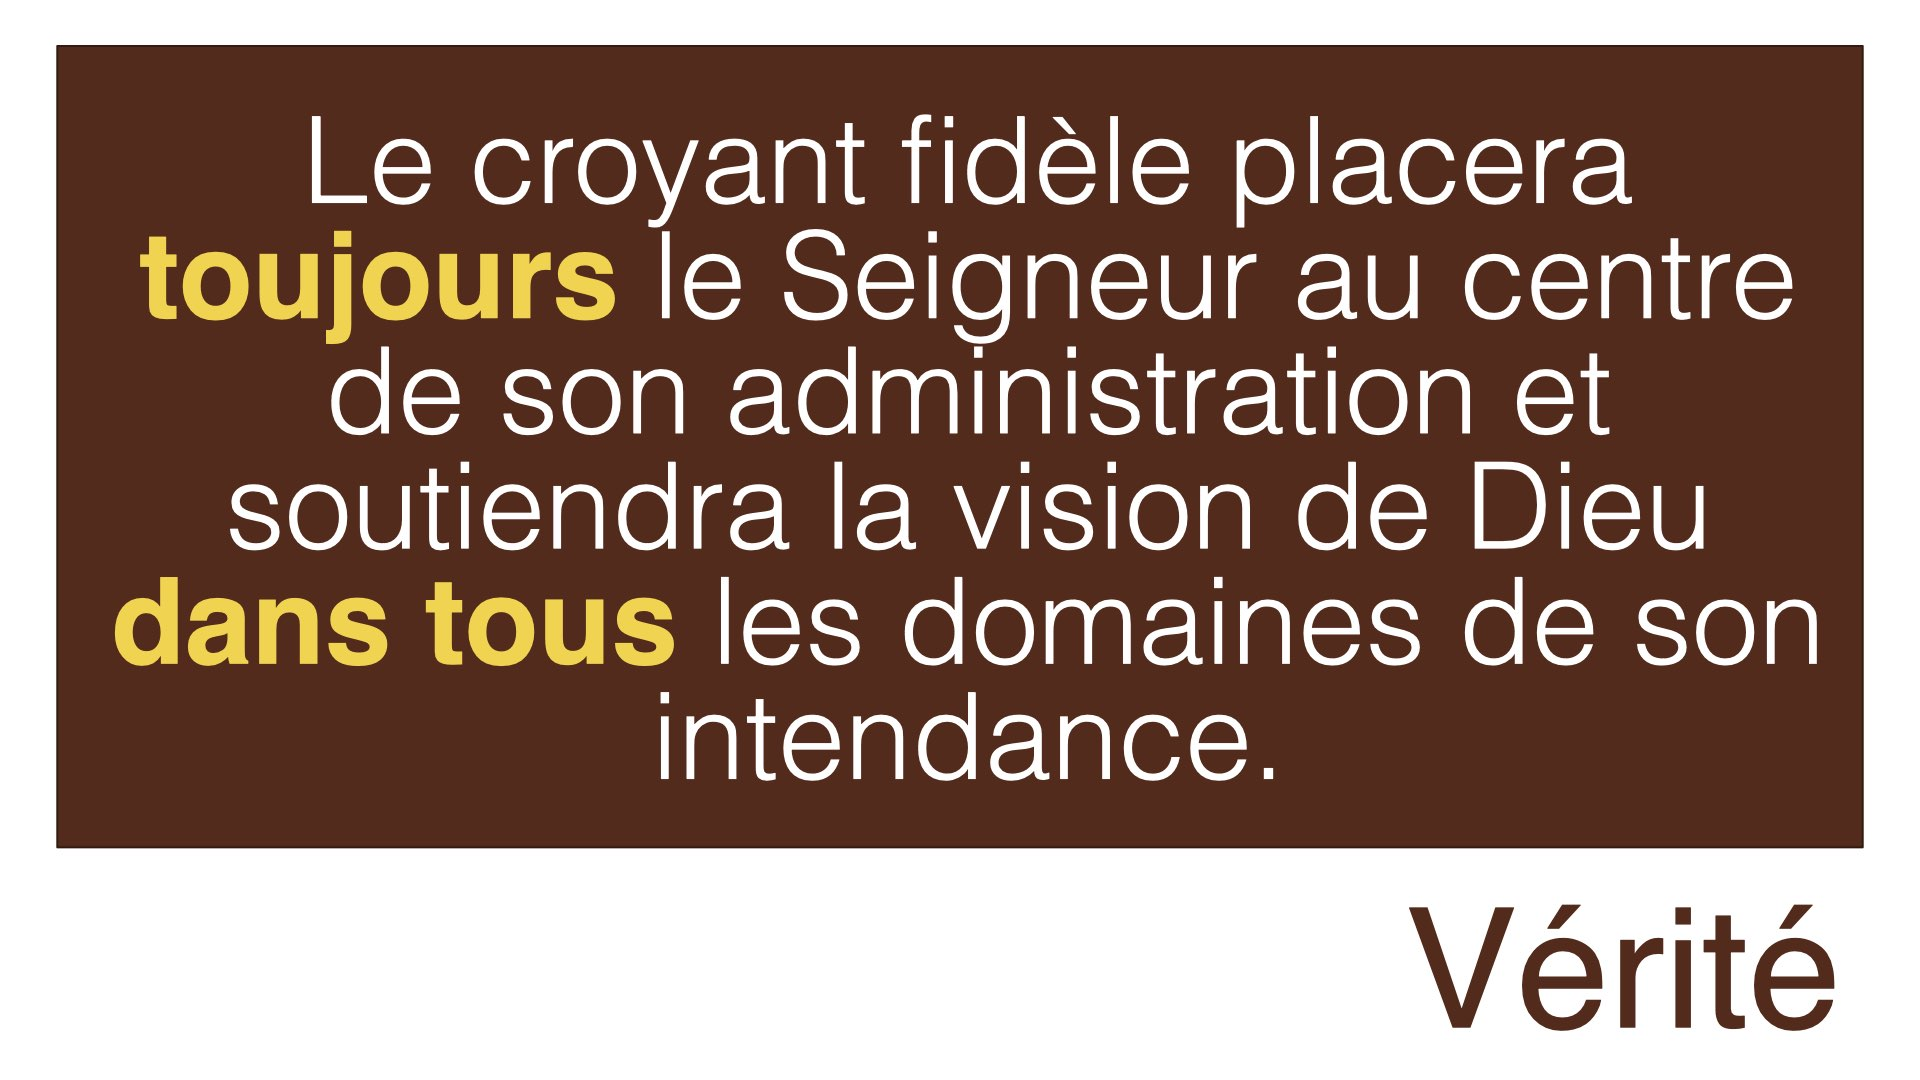 Le croyant fidèle placera
toujours le Seigneur au centre
de son administration et
soutiendra la vision de Dieu
dans tous les domaines de son
intendance.
Vérité